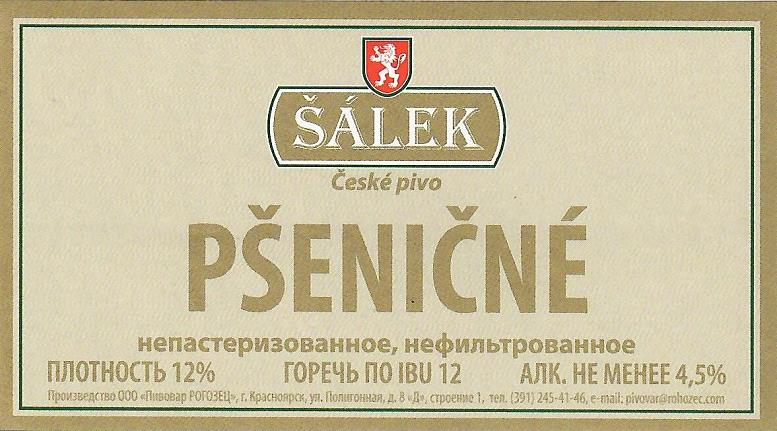 ŠÁLEK
České pivo
PŠENIČNÉ
непастеризованное, нефильтрованное
ПЛОТНОСТЬ 12% ГОРЕЧЬ ПО IBU 12 АЛК. НЕ МЕНЕЕ 4,5%
Произведство ООО «Пивовар РОГОЗЕЦ», г. Красноярск, ул. Полигонная, д. 8 «Д», строение 1, тел. (391) 245-41-46, e-mail: pivovar@rohozec.com